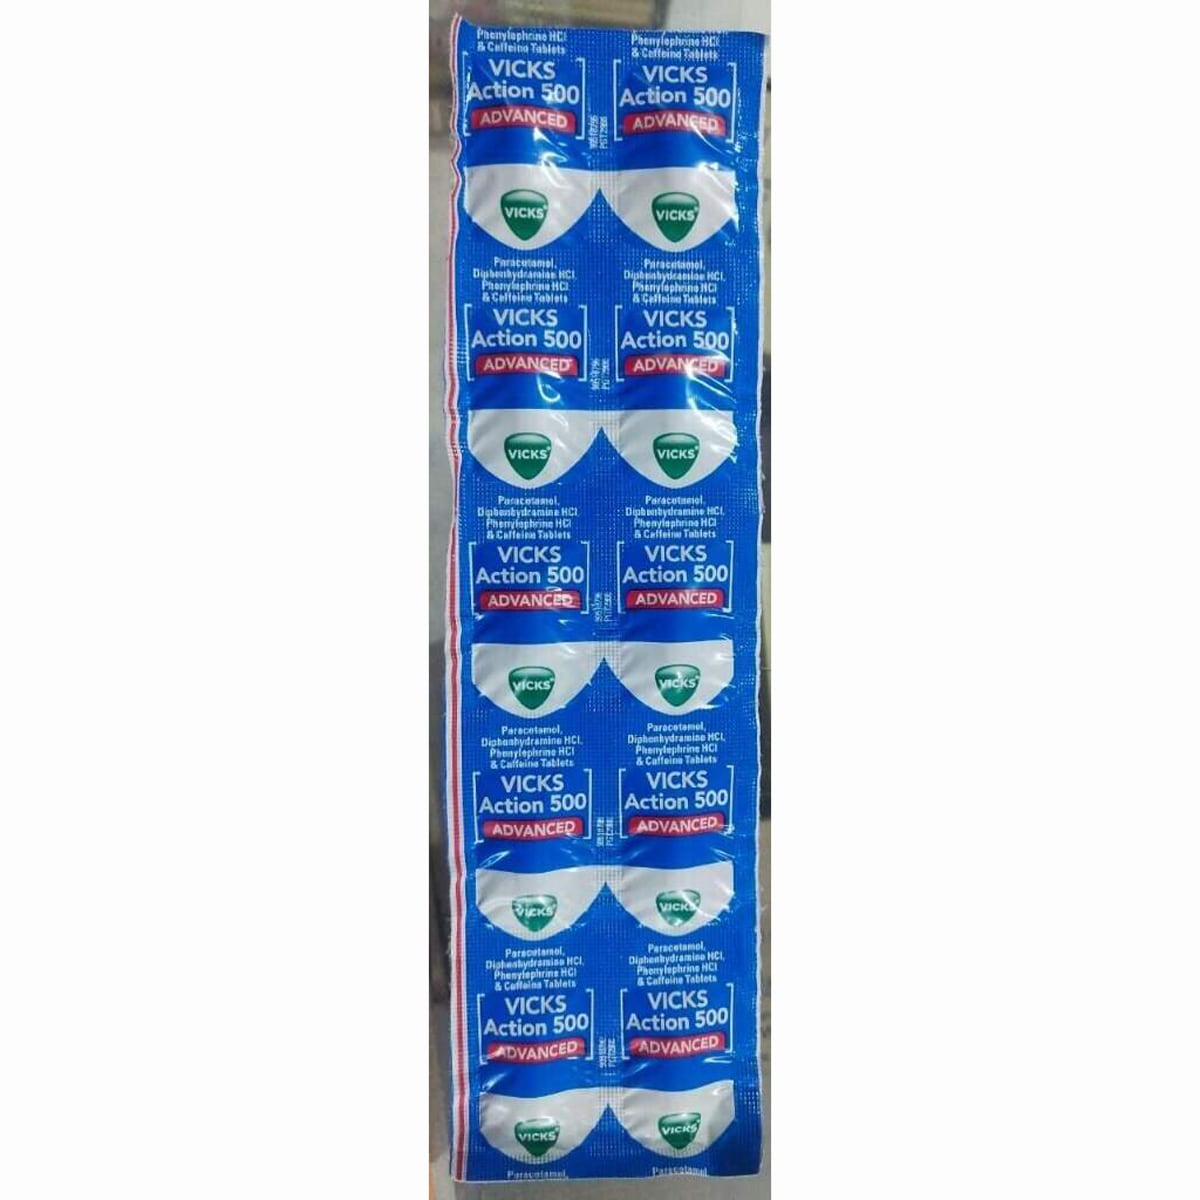 Phenylephrine HCl
& Caffeine Tablets
VICKS
Action 500
ADVANCED
Phenylephrine HCl
& Caffeine Tablets
VICKS
Action 500
ADVANCED
VICKS
VICKS
Paracetamol,
Diphenhydramine HCl,
Phenylephrine HCl
& Caffeine Tablets
VICKS
Action 500
ADVANCED
Paracetamol,
Diphenhydramine HCl,
Phenylephrine HCl
& Caffeine Tablets
VICKS
Action 500
ADVANCED
VICKS
VICKS
Paracetamol,
Diphenhydramine HCl,
Phenylephrine HCl
& Caffeine Tablets
VICKS
Action 500
ADVANCED
Paracetamol,
Diphenhydramine HCl,
Phenylephrine HCl
& Caffeine Tablets
VICKS
Action 500
ADVANCED
VICKS
VICKS
Paracetamol,
Diphenhydramine HCl,
Phenylephrine HCl
& Caffeine Tablets
VICKS
Action 500
ADVANCED
Paracetamol,
Diphenhydramine HCl,
Phenylephrine HCl
& Caffeine Tablets
VICKS
Action 500
ADVANCED
VICKS
VICKS
Paracetamol,
Diphenhydramine HCl,
Phenylephrine HCl
& Caffeine Tablets
VICKS
Action 500
ADVANCED
Paracetamol,
Diphenhydramine HCl,
Phenylephrine HCl
& Caffeine Tablets
VICKS
Action 500
ADVANCED
VICKS
VICKS
Paracetamol,
Paracetamol,